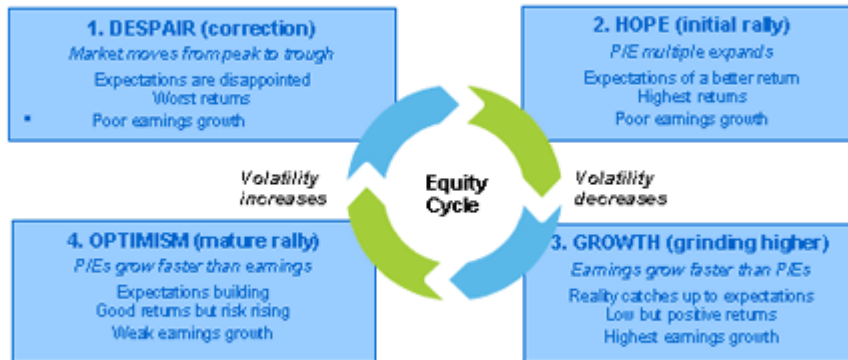 1. DESPAIR (correction)
Market moves from peak to trough
Expectations are disappointed
Worst returns
• Poor earnings growth
2. HOPE (initial rally)
P/E multiple expands
Expectations of a better return
Highest returns
Poor earnings growth
Volatility
increases
Equity
Cycle
Volatility
decreases
4. OPTIMISM (mature rally)
P/Es grow faster than earnings
Expectations building
Good returns but risk rising
Weak earnings growth
3. GROWTH (grinding higher)
Earnings grow faster than P/Es
Reality catches up to expectations
Low but positive returns
Highest earnings growth